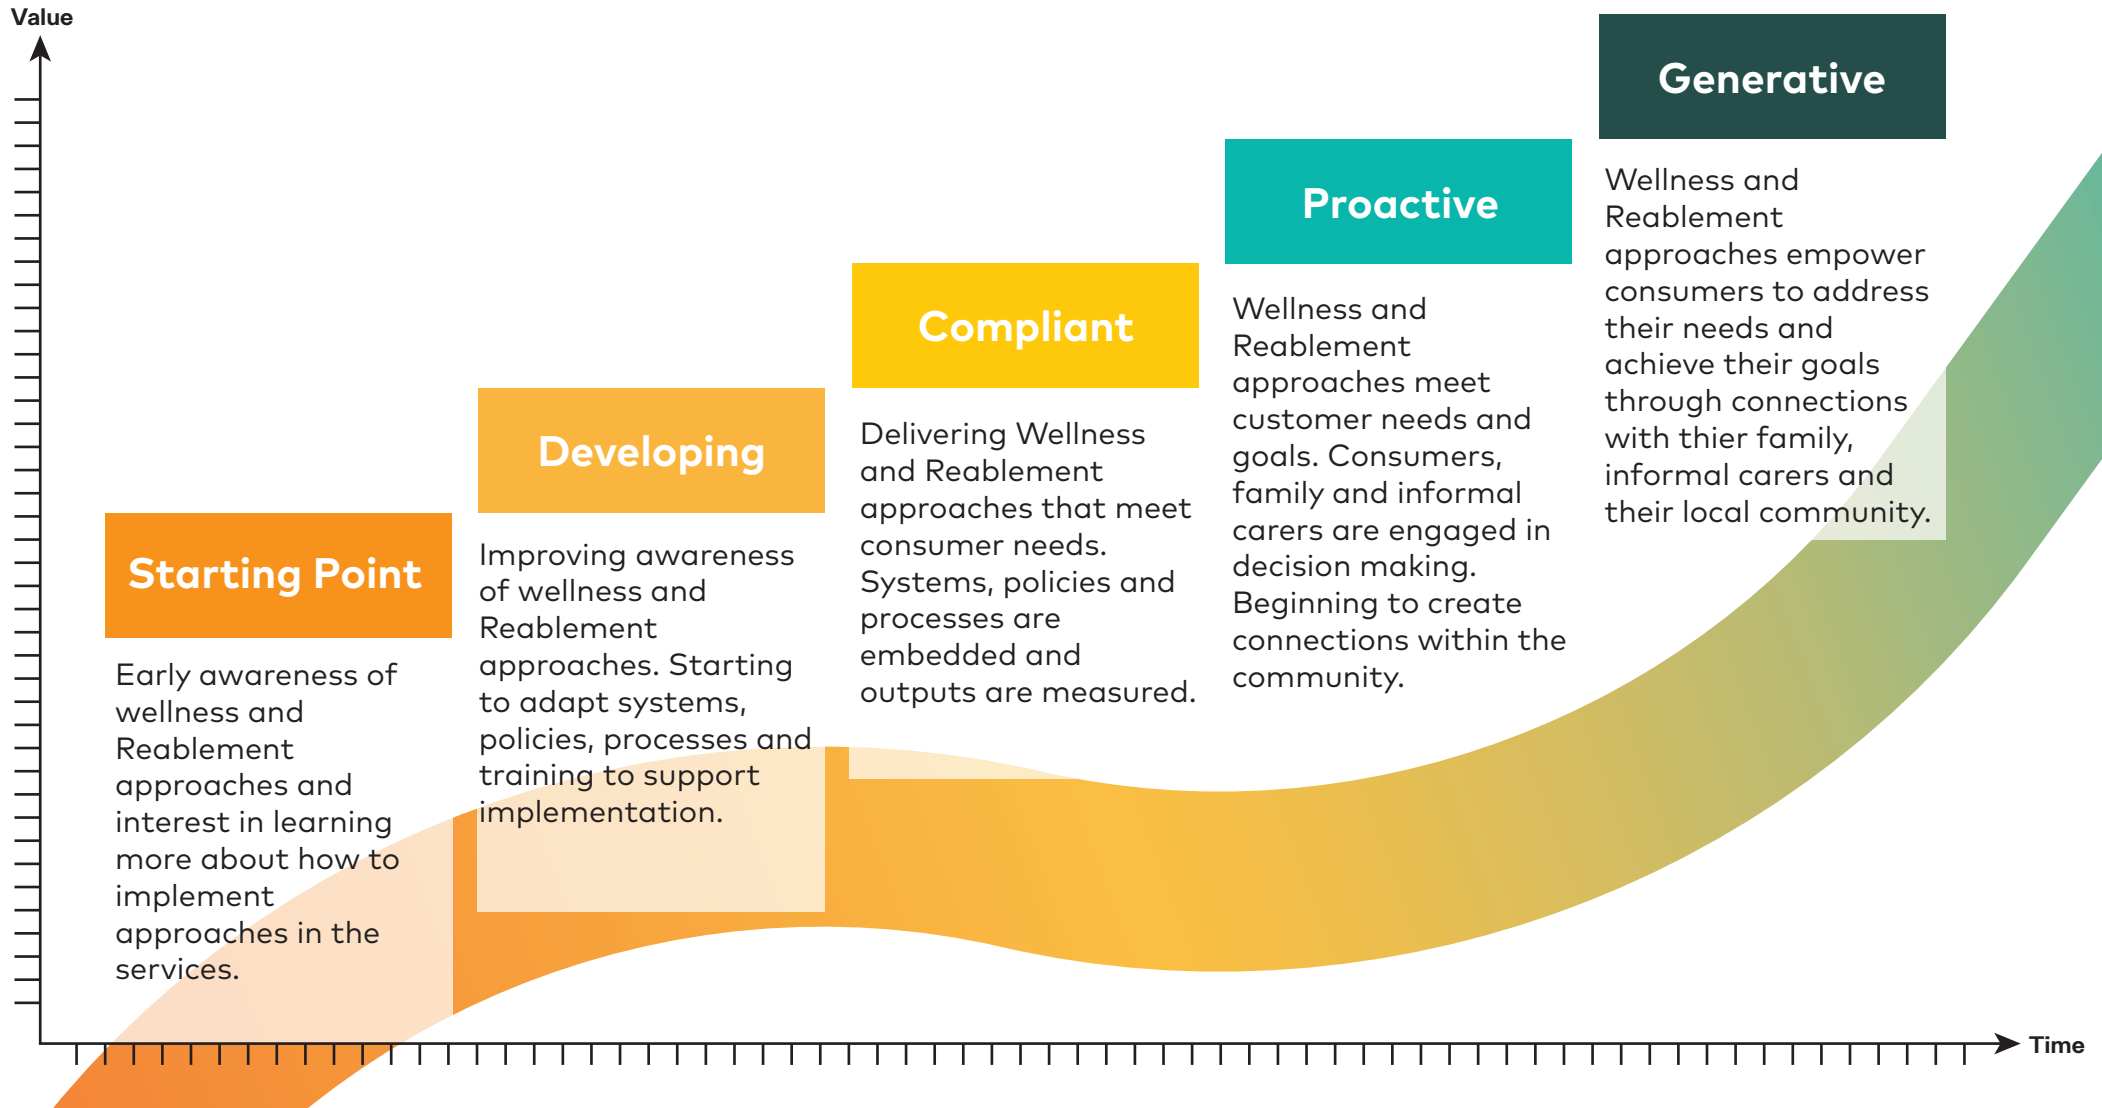 Value
Starting Point
Early awareness of
wellness and
Reablement
approaches and
interest in learning
more about how to
implement
approaches in the
services.
Developing
Improving awareness
of wellness and
Reablement
approaches. Starting
to adapt systems,
policies, processes and
training to support
implementation.
Compliant
Delivering Wellness
and Reablement
approaches that meet
consumer needs.
Systems, policies and
processes are
embedded and
outputs are measured.
Proactive
Wellness and
Reablement
approaches meet
customer needs and
goals. Consumers,
family and informal
carers are engaged in
decision making.
Beginning to create
connections within the
community.
Generative
Wellness and
Reablement
approaches empower
consumers to address
their needs and
achieve their goals
through connections
with thier family,
informal carers and
their local community.
Time